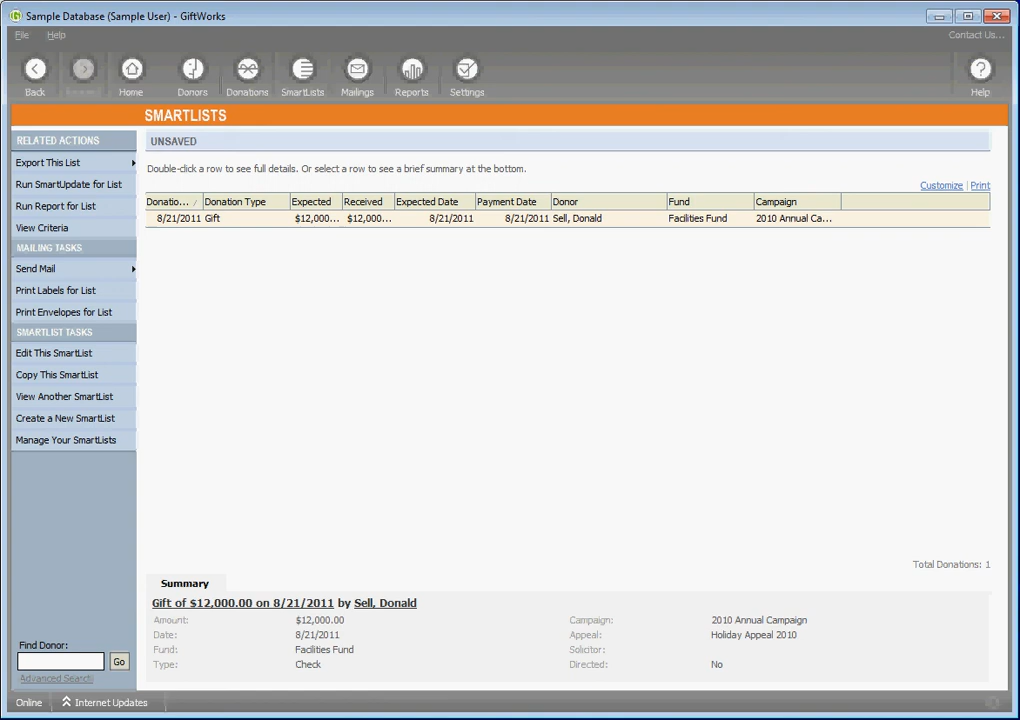 Sample Database (Sample User) - GiftWorks
File Help Contact Us...
Back Home Donors Donations SmartLists Mailings Reports Settings Help
SMARTLISTS
RELATED ACTIONS
Export This List
Run SmartUpdate for List
Run Report for List
View Criteria
MAILING TASKS
Send Mail
Print Labels for List
Print Envelopes for List
SMARTLIST TASKS
Edit This SmartList
Copy This SmartList
View Another SmartList
Create a New SmartList
Manage Your SmartLists
UNSAVED
Double-click a row to see full details. Or select a row to see a brief summary at the bottom.
Customize | Print
Donatio... Donation Type Expected Received Expected Date Payment Date Donor Fund Campaign
8/21/2011 Gift $12,000... $12,000... 8/21/2011 8/21/2011 Sell, Donald Facilities Fund 2010 Annual Ca...
Total Donations: 1
Summary
Gift of $12,000.00 on 8/21/2011 by Sell, Donald
Amount: $12,000.00 Campaign: 2010 Annual Campaign
Date: 8/21/2011 Appeal: Holiday Appeal 2010
Fund: Facilities Fund Solicitor:
Type: Check Directed: No
Find Donor:
Go
Advanced Search
Online Internet Updates